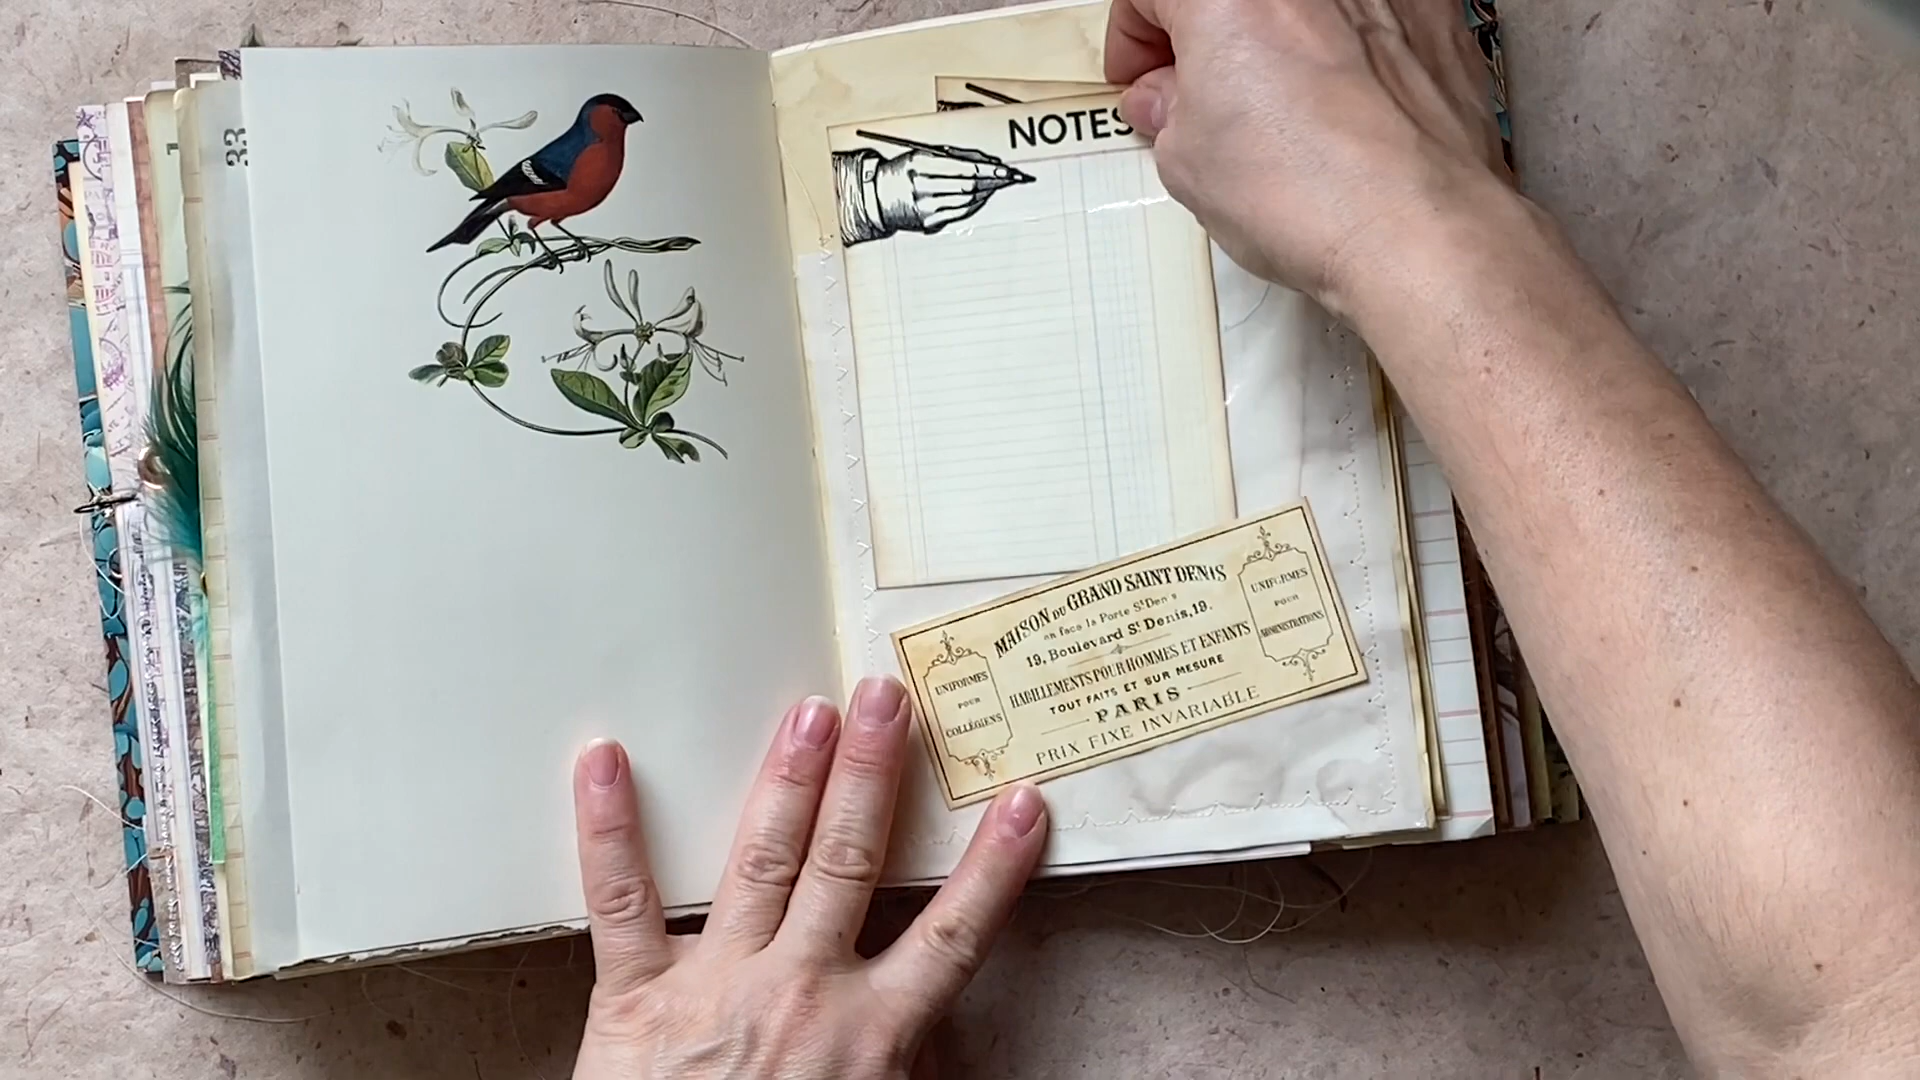 33
NOTES
MAISON DU GRAND SAINT DENIS
en face la Porte St Denis
19, Boulevard St Denis, 19.
HABILLEMENTS POUR HOMMES ET ENFANTS
TOUT FAITS ET SUR MESURE
PARIS
PRIX FIXE INVARIABLE
UNIFORMES
POUR
COLLÉGIENS
UNIFORMES
POUR
ADMINISTRATIONS